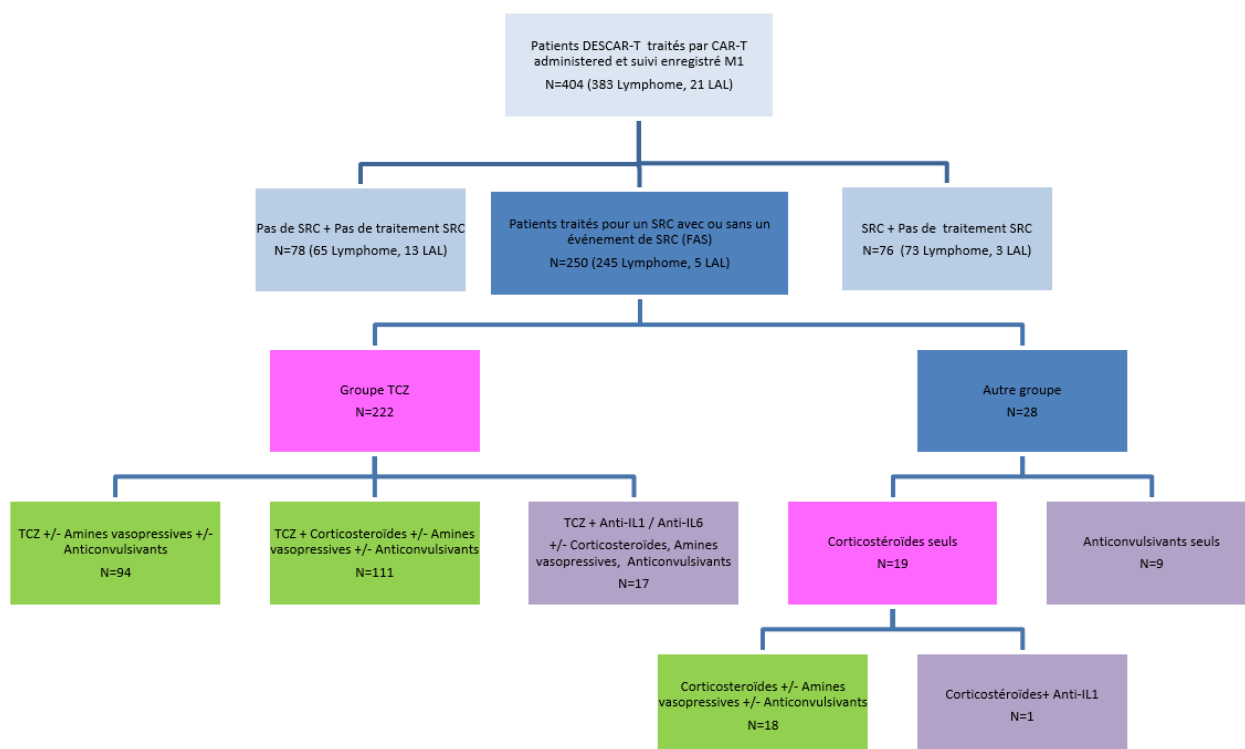 Patients DESCAR-T traités par CAR-T
administered et suivi enregistré M1
N=404 (383 Lymphome, 21 LAL)
Pas de SRC + Pas de traitement SRC
N=78 (65 Lymphome, 13 LAL)
Patients traités pour un SRC avec ou sans un
événement de SRC (FAS)
N=250 (245 Lymphome, 5 LAL)
SRC + Pas de traitement SRC
N=76 (73 Lymphome, 3 LAL)
Groupe TCZ
N=222
Autre groupe
N=28
TCZ +/- Amines vasopressives +/-
Anticonvulsivants
N=94
TCZ + Corticosteroïdes +/- Amines
vasopressives +/- Anticonvulsivants
N=111
TCZ + Anti-IL1 / Anti-IL6
+/- Corticosteroïdes, Amines
vasopressives, Anticonvulsivants
N=17
Corticostéroïdes seuls
N=19
Anticonvulsivants seuls
N=9
Corticosteroïdes +/- Amines
vasopressives +/- Anticonvulsivants
N=18
Corticostéroïdes+ Anti-IL1
N=1